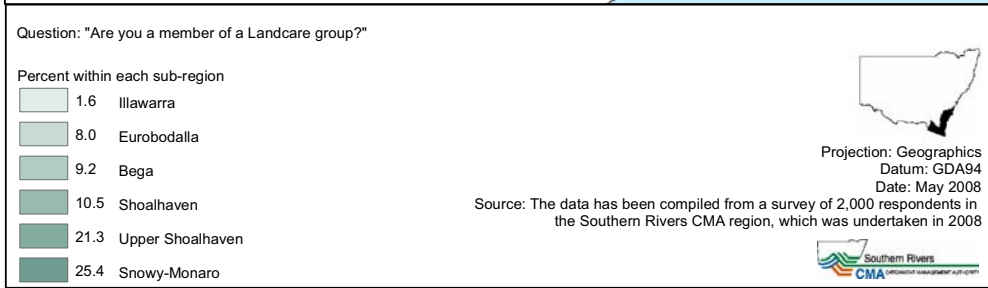 Question: "Are you a member of a Landcare group?"
Percent within each sub-region
1.6 Illawarra
8.0 Eurobodalla
9.2 Bega
10.5 Shoalhaven
21.3 Upper Shoalhaven
25.4 Snowy-Monaro
Projection: Geographics
Datum: GDA94
Date: May 2008
Source: The data has been compiled from a survey of 2,000 respondents in
the Southern Rivers CMA region, which was undertaken in 2008
Southern Rivers
CMA CATCHMENT MANAGEMENT AUTHORITY